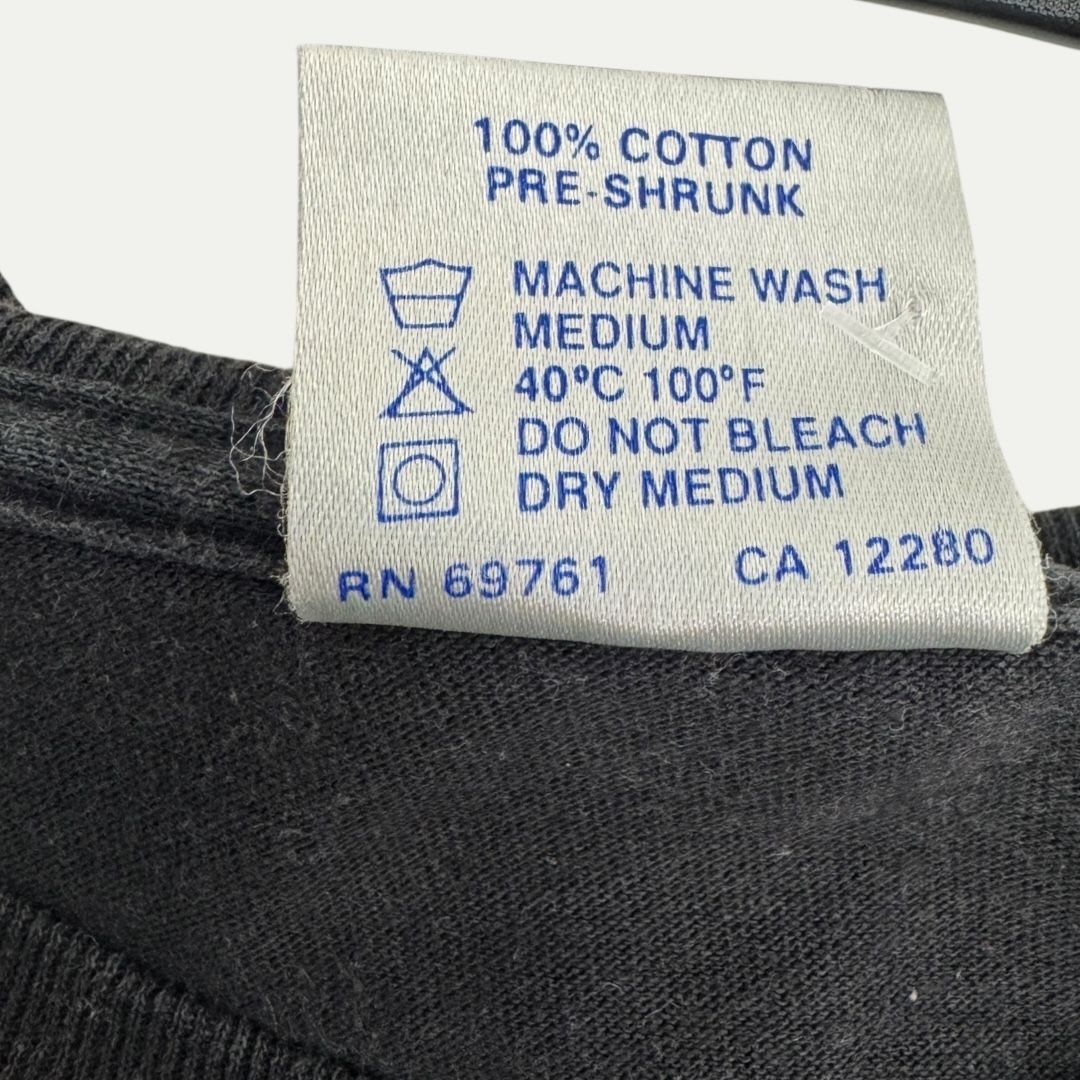 100% COTTON
PRE-SHRUNK
MACHINE WASH
MEDIUM
40°C 100°F
DO NOT BLEACH
DRY MEDIUM
RN 69761 CA 12280